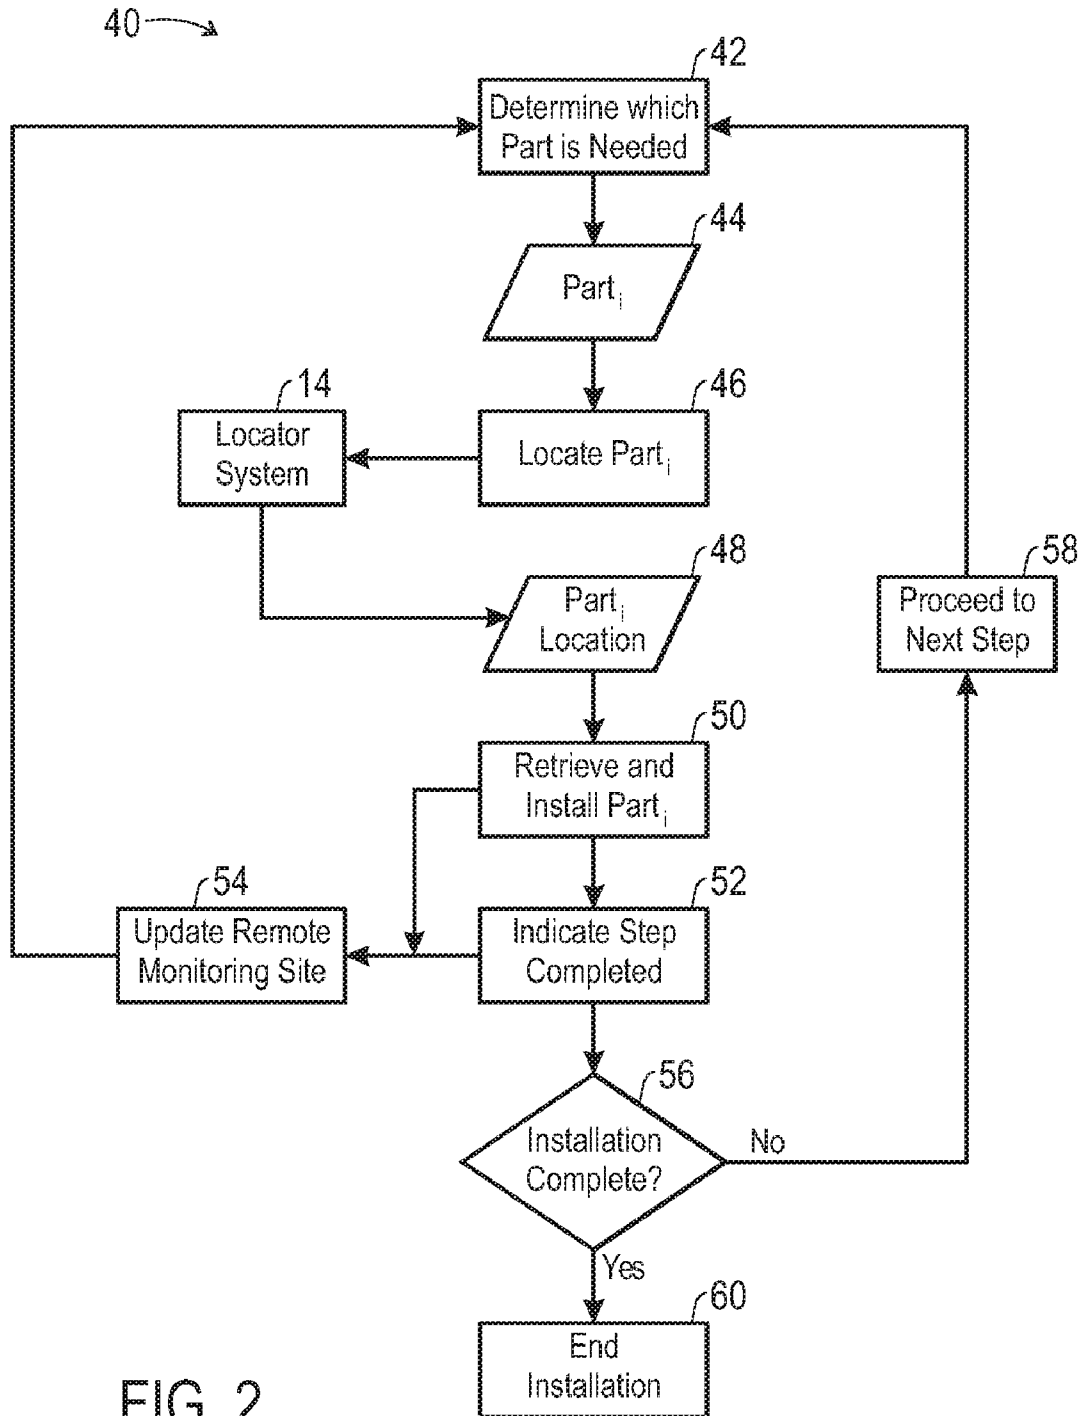 40
42
Determine which
Part is Needed
44
Part i
46
Locate Part i
14
Locator
System
48
Part i
Location
58
Proceed to
Next Step
50
Retrieve and
Install Part i
52
Indicate Step
Completed
54
Update Remote
Monitoring Site
56
Installation
Complete?
No
Yes
60
End
Installation
FIG. 2